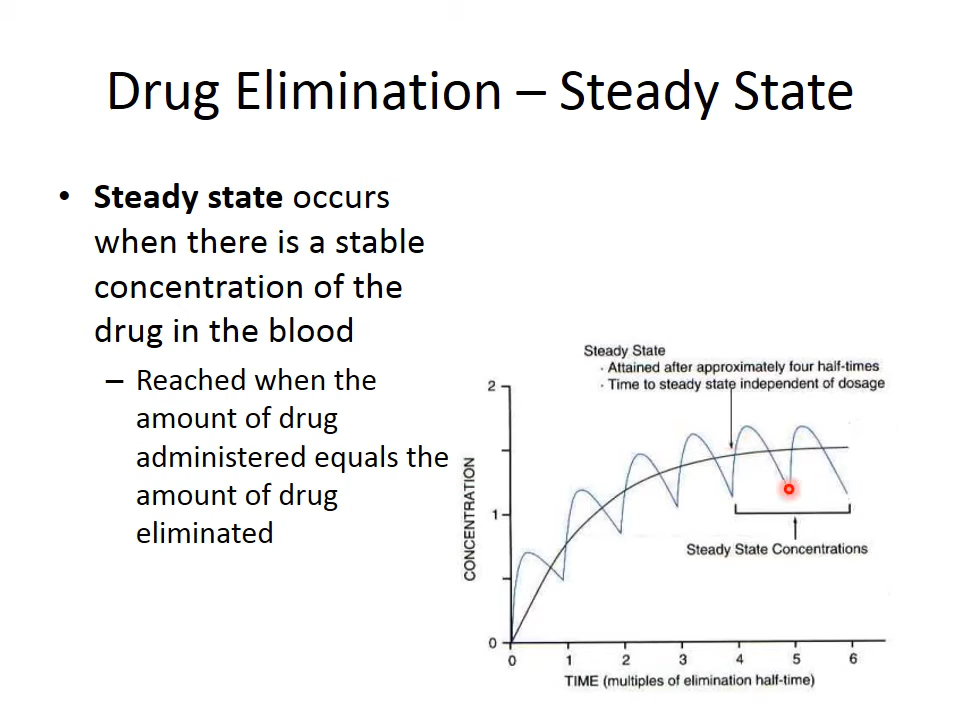 Drug Elimination – Steady State
• Steady state occurs
when there is a stable
concentration of the
drug in the blood
– Reached when the
amount of drug
administered equals the
amount of drug
eliminated
Steady State
· Attained after approximately four half-times
· Time to steady state independent of dosage
2
1
0
CONCENTRATION
Steady State Concentrations
0 1 2 3 4 5 6
TIME (multiples of elimination half-time)